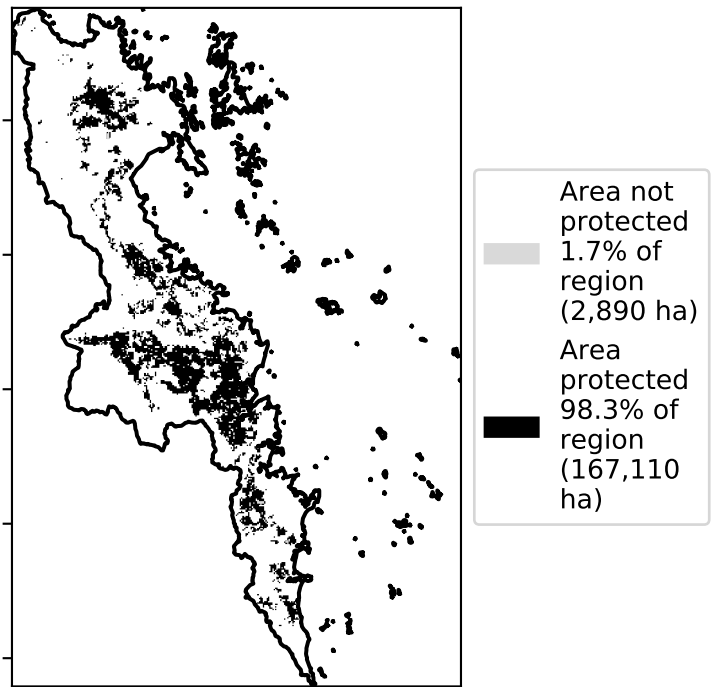 Area not
protected
1.7% of
region
(2,890 ha)
Area
protected
98.3% of
region
(167,110
ha)